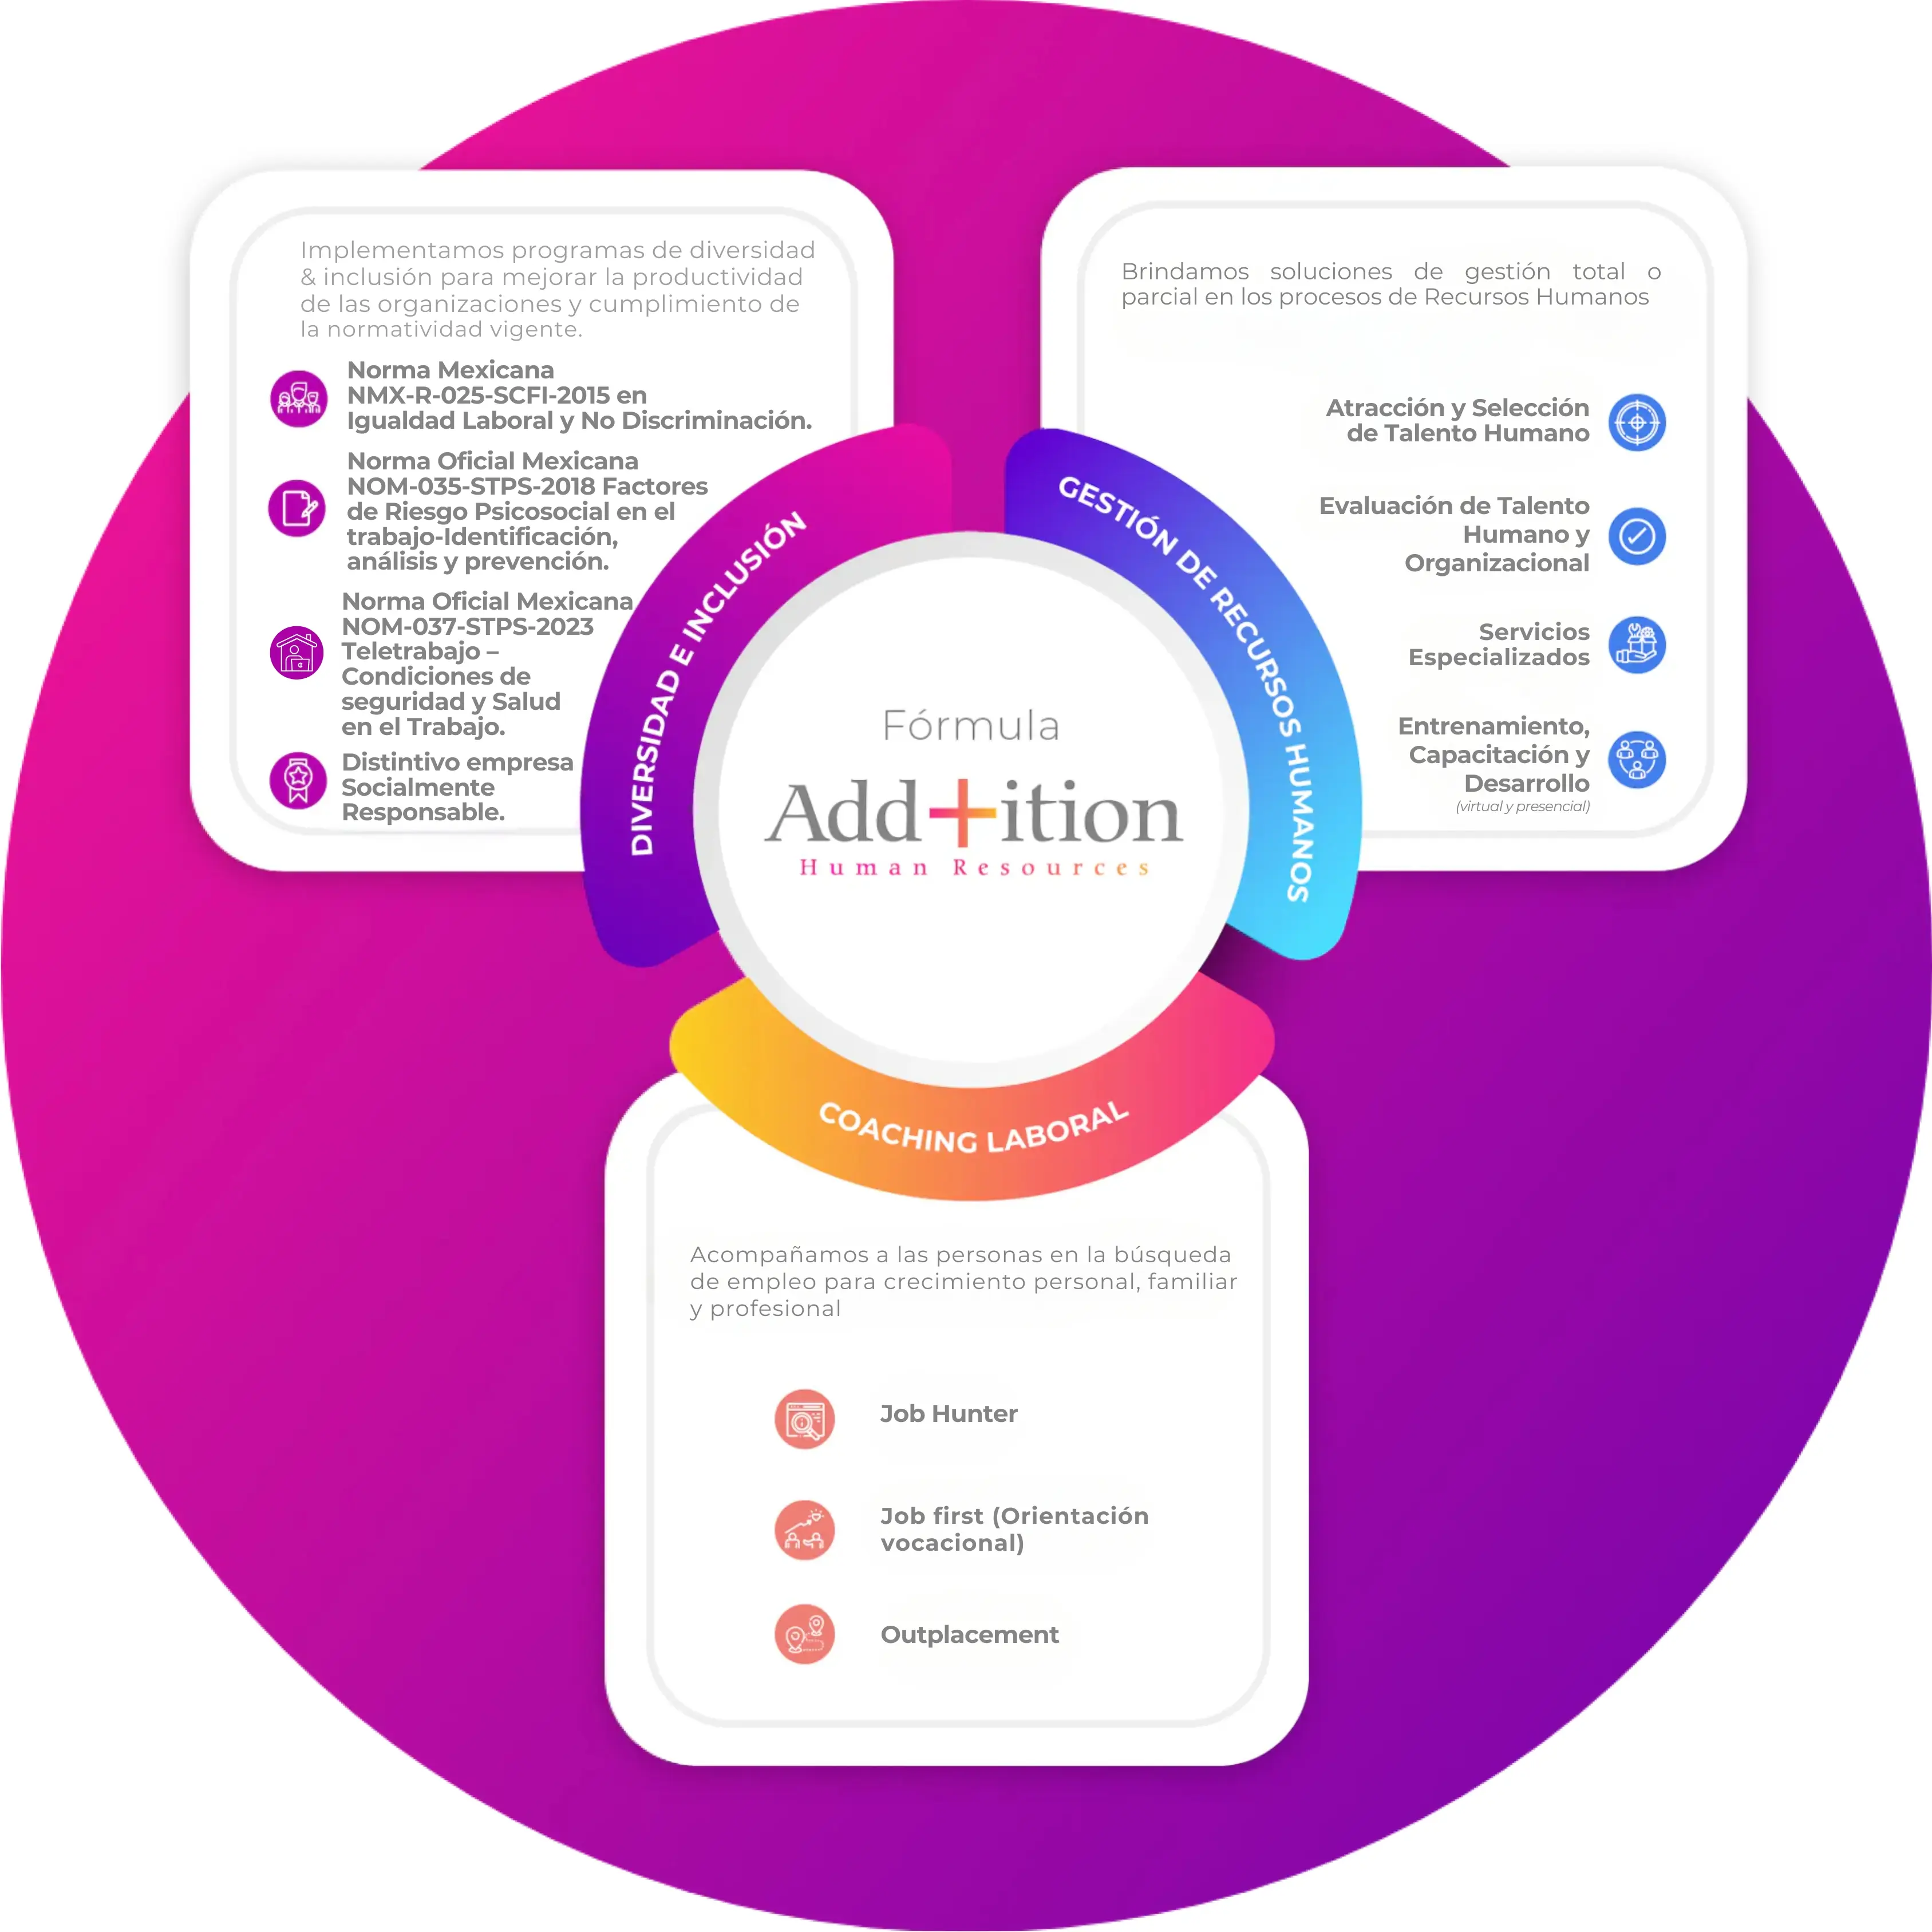 Implementamos programas de diversidad
& inclusión para mejorar la productividad
de las organizaciones y cumplimiento de
la normatividad vigente.
Norma Mexicana
NMX-R-025-SCFI-2015 en
Igualdad Laboral y No Discriminación.
Norma Oficial Mexicana
NOM-035-STPS-2018 Factores
de Riesgo Psicosocial en el
trabajo-Identificación,
análisis y prevención.
Norma Oficial Mexicana
NOM-037-STPS-2023
Teletrabajo –
Condiciones de
seguridad y Salud
en el Trabajo.
Distintivo empresa
Socialmente
Responsable.
DIVERSIDAD E INCLUSIÓN
Brindamos soluciones de gestión total o
parcial en los procesos de Recursos Humanos
Atracción y Selección
de Talento Humano
Evaluación de Talento
Humano y
Organizacional
Servicios
Especializados
Entrenamiento,
Capacitación y
Desarrollo
(virtual y presencial)
GESTIÓN DE RECURSOS HUMANOS
Fórmula
Add+ition
Human Resources
COACHING LABORAL
Acompañamos a las personas en la búsqueda
de empleo para crecimiento personal, familiar
y profesional
Job Hunter
Job first (Orientación
vocacional)
Outplacement